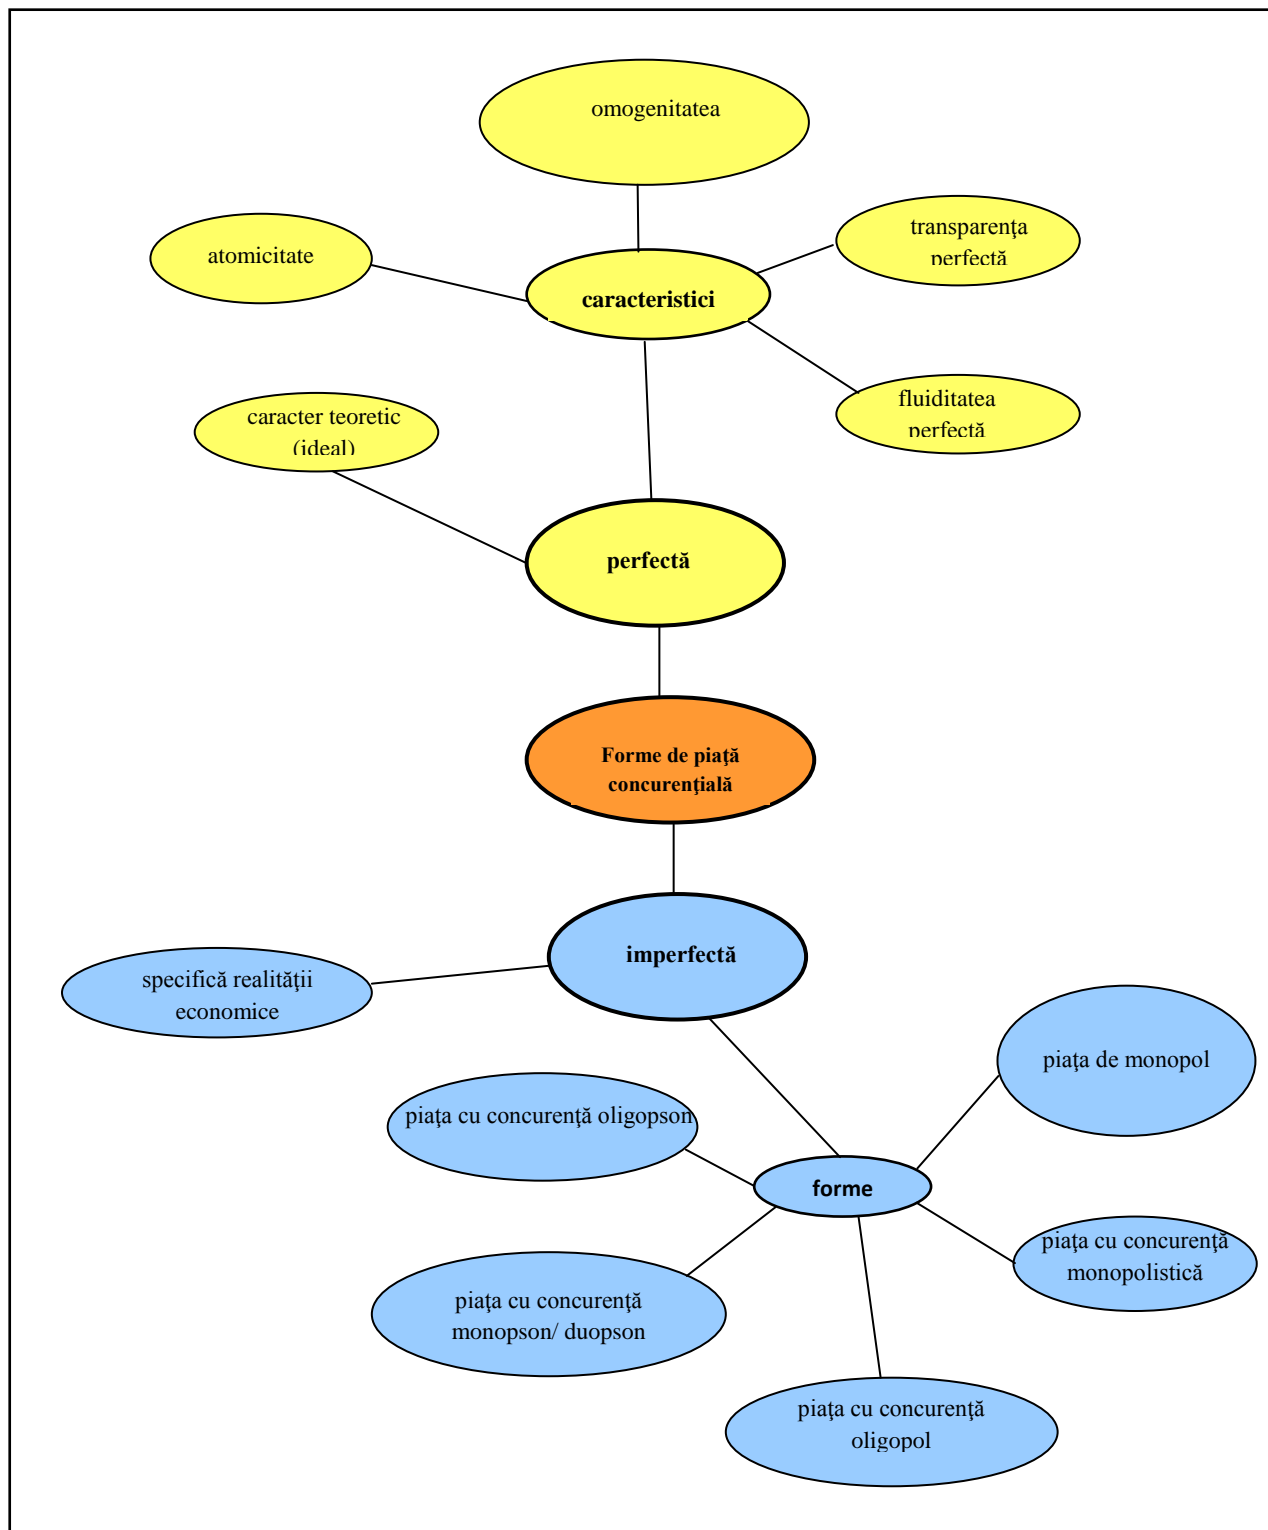 omogenitatea
atomicitate
transparenţa
perfectă
caracteristici
caracter teoretic
(ideal)
fluiditatea
perfectă
perfectă
Forme de piaţă
concurenţială
imperfectă
specifică realităţii
economice
piaţa de monopol
piaţa cu concurenţă oligopson
forme
piaţa cu concurenţă
monopolistică
piaţa cu concurenţă
monopson/ duopson
piaţa cu concurenţă
oligopol